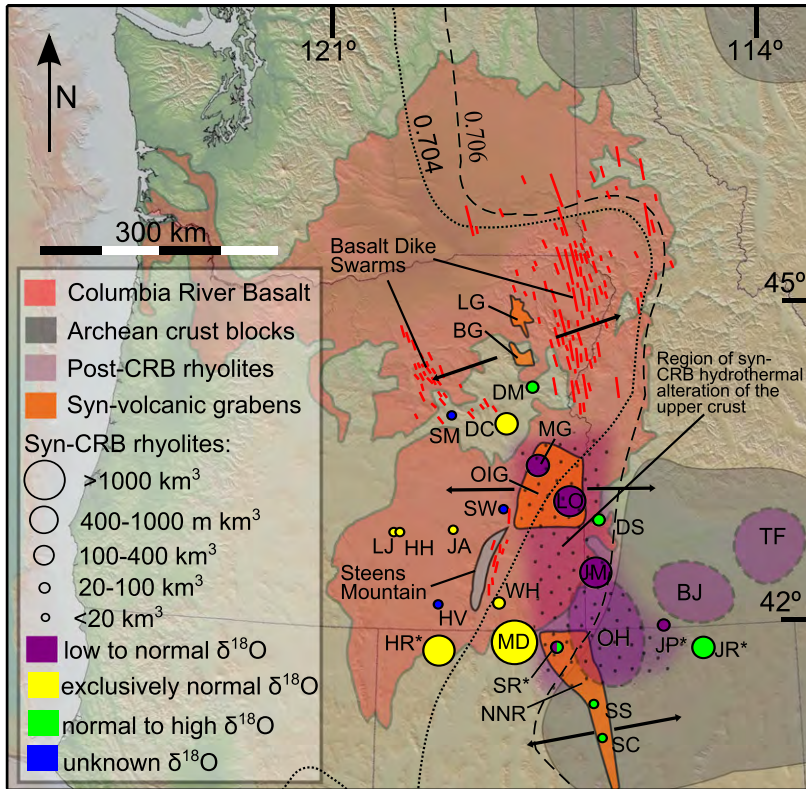 121º
114º
N
0.704
0.706
300 km
Basalt Dike
Swarms
45º
LG
BG
Region of syn-
CRB hydrothermal
alteration of the
upper crust
Columbia River Basalt
Archean crust blocks
Post-CRB rhyolites
Syn-volcanic grabens
Syn-CRB rhyolites:
>1000 km³
400-1000 m km³
100-400 km³
20-100 km³
<20 km³
low to normal δ¹⁸O
exclusively normal δ¹⁸O
normal to high δ¹⁸O
unknown δ¹⁸O
DM
SM
DC
MG
OIG
LO
SW
DS
LJ
HH
JA
TF
Steens
Mountain
JM
BJ
WH
HV
42º
HR*
MD
OH
JP*
JR*
SR*
NNR
SS
SC